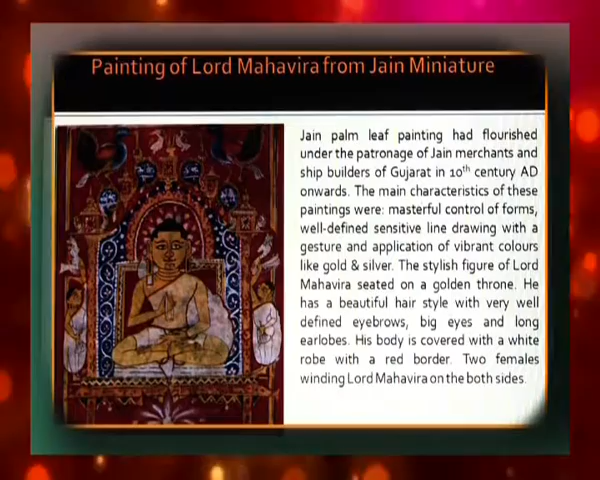 Painting of Lord Mahavira from Jain Miniature
Jain palm leaf painting had flourished
under the patronage of Jain merchants and
ship builders of Gujarat in 10th century AD
onwards. The main characteristics of these
paintings were: masterful control of forms,
well-defined sensitive line drawing with a
gesture and application of vibrant colours
like gold & silver. The stylish figure of Lord
Mahavira seated on a golden throne. He
has a beautiful hair style with very well
defined eyebrows, big eyes and long
earlobes. His body is covered with a white
robe with a red border. Two females
winding Lord Mahavira on the both sides.